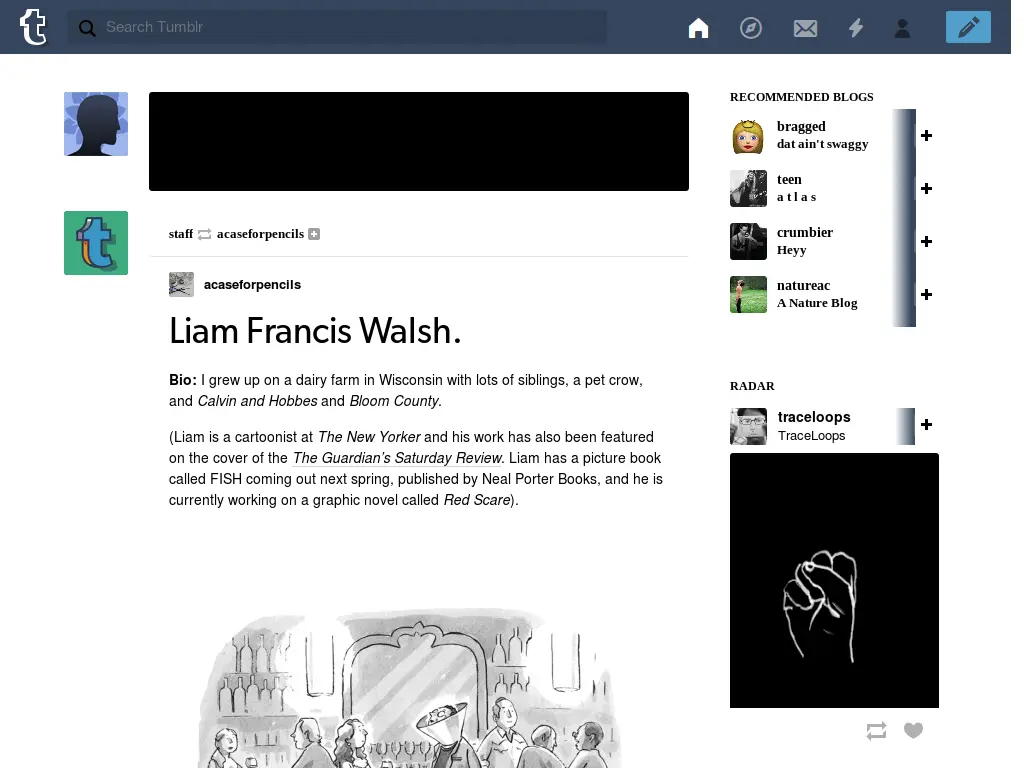 Search Tumblr
staff acaseforpencils
acaseforpencils
Liam Francis Walsh.
Bio: I grew up on a dairy farm in Wisconsin with lots of siblings, a pet crow,
and Calvin and Hobbes and Bloom County.
(Liam is a cartoonist at The New Yorker and his work has also been featured
on the cover of the The Guardian’s Saturday Review. Liam has a picture book
called FISH coming out next spring, published by Neal Porter Books, and he is
currently working on a graphic novel called Red Scare).
RECOMMENDED BLOGS
bragged
dat ain't swaggy
teen
a t l a s
crumbier
Heyy
natureac
A Nature Blog
RADAR
traceloops
TraceLoops